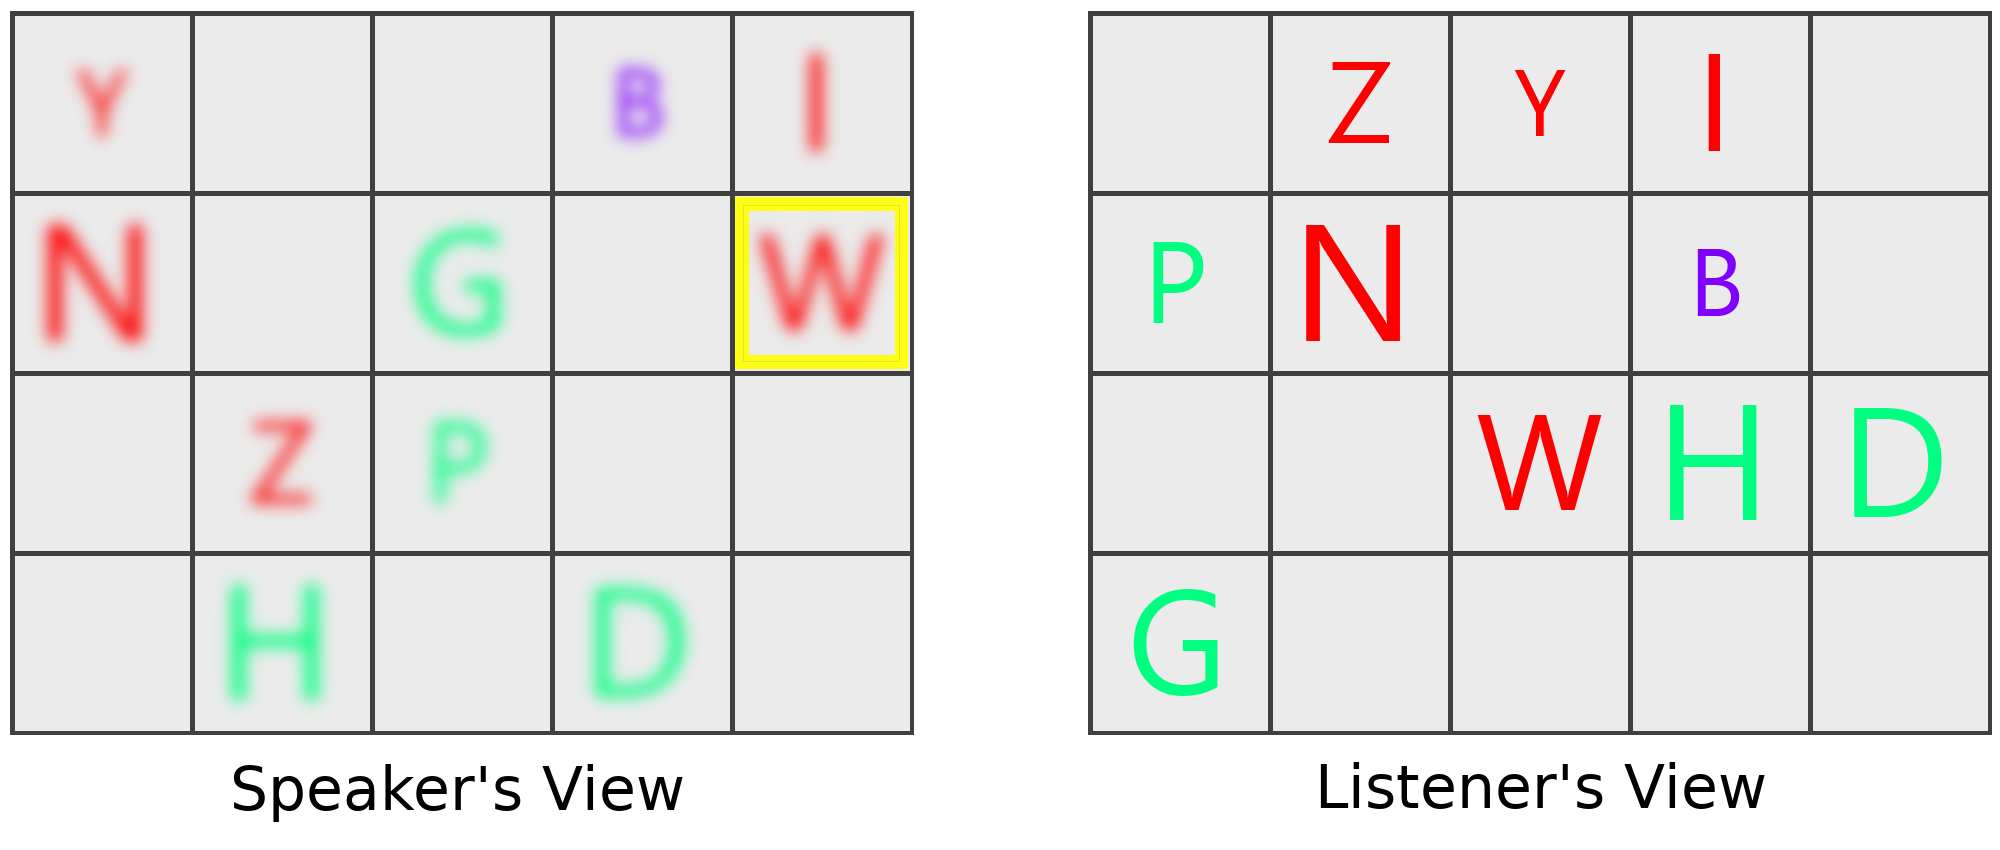 Y B I
N G W
Z P
H D
Speaker's View
Z Y I
P N B
W H D
G
Listener's View